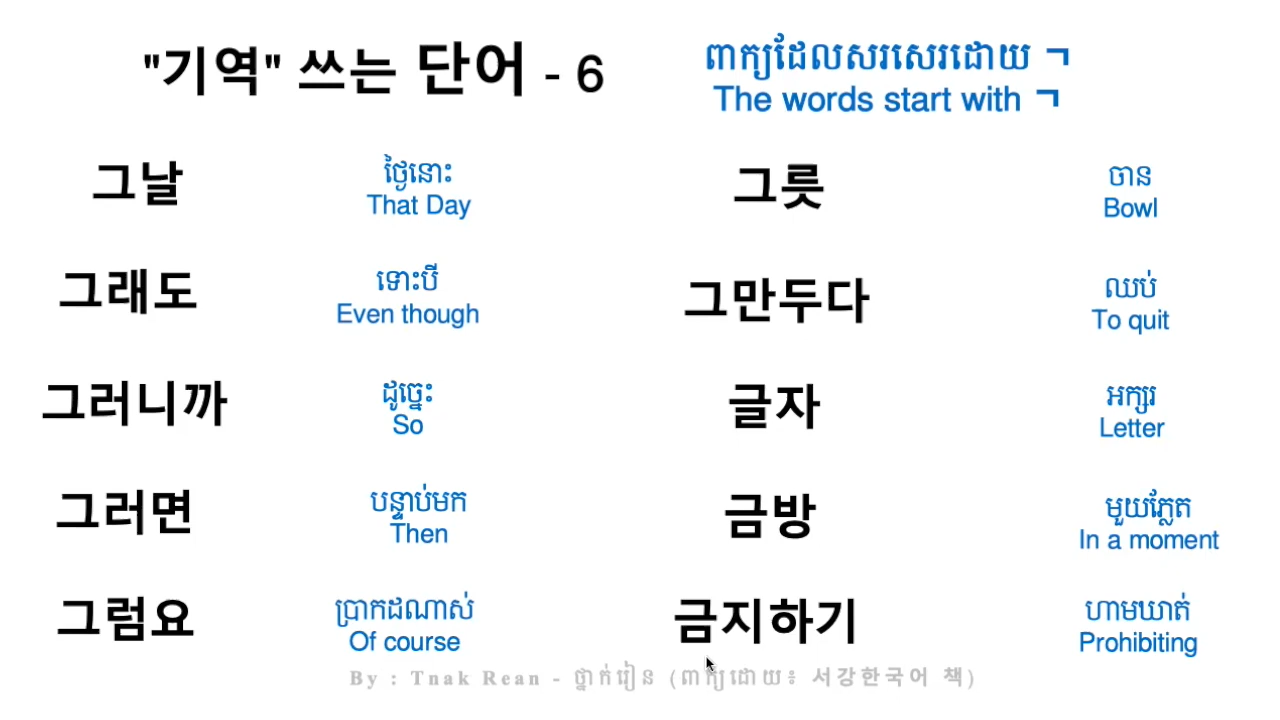 "기역" 쓰는 단어 - 6
ពាក្យដែលសរសេរដោយ ㄱ
The words start with ㄱ
그날
ថ្ងៃនោះ
That Day
그래도
ទោះបី
Even though
그러니까
ដូច្នេះ
So
그러면
បន្ទាប់មក
Then
그럼요
ប្រាកដណាស់
Of course
그릇
ចាន
Bowl
그만두다
ឈប់
To quit
글자
អក្សរ
Letter
금방
មួយភ្លែត
In a moment
금지하기
ហាមឃាត់
Prohibiting
By : Tnak Rean - ថ្នាក់រៀន (ពាក្យដោយ៖ 서강한국어 책)